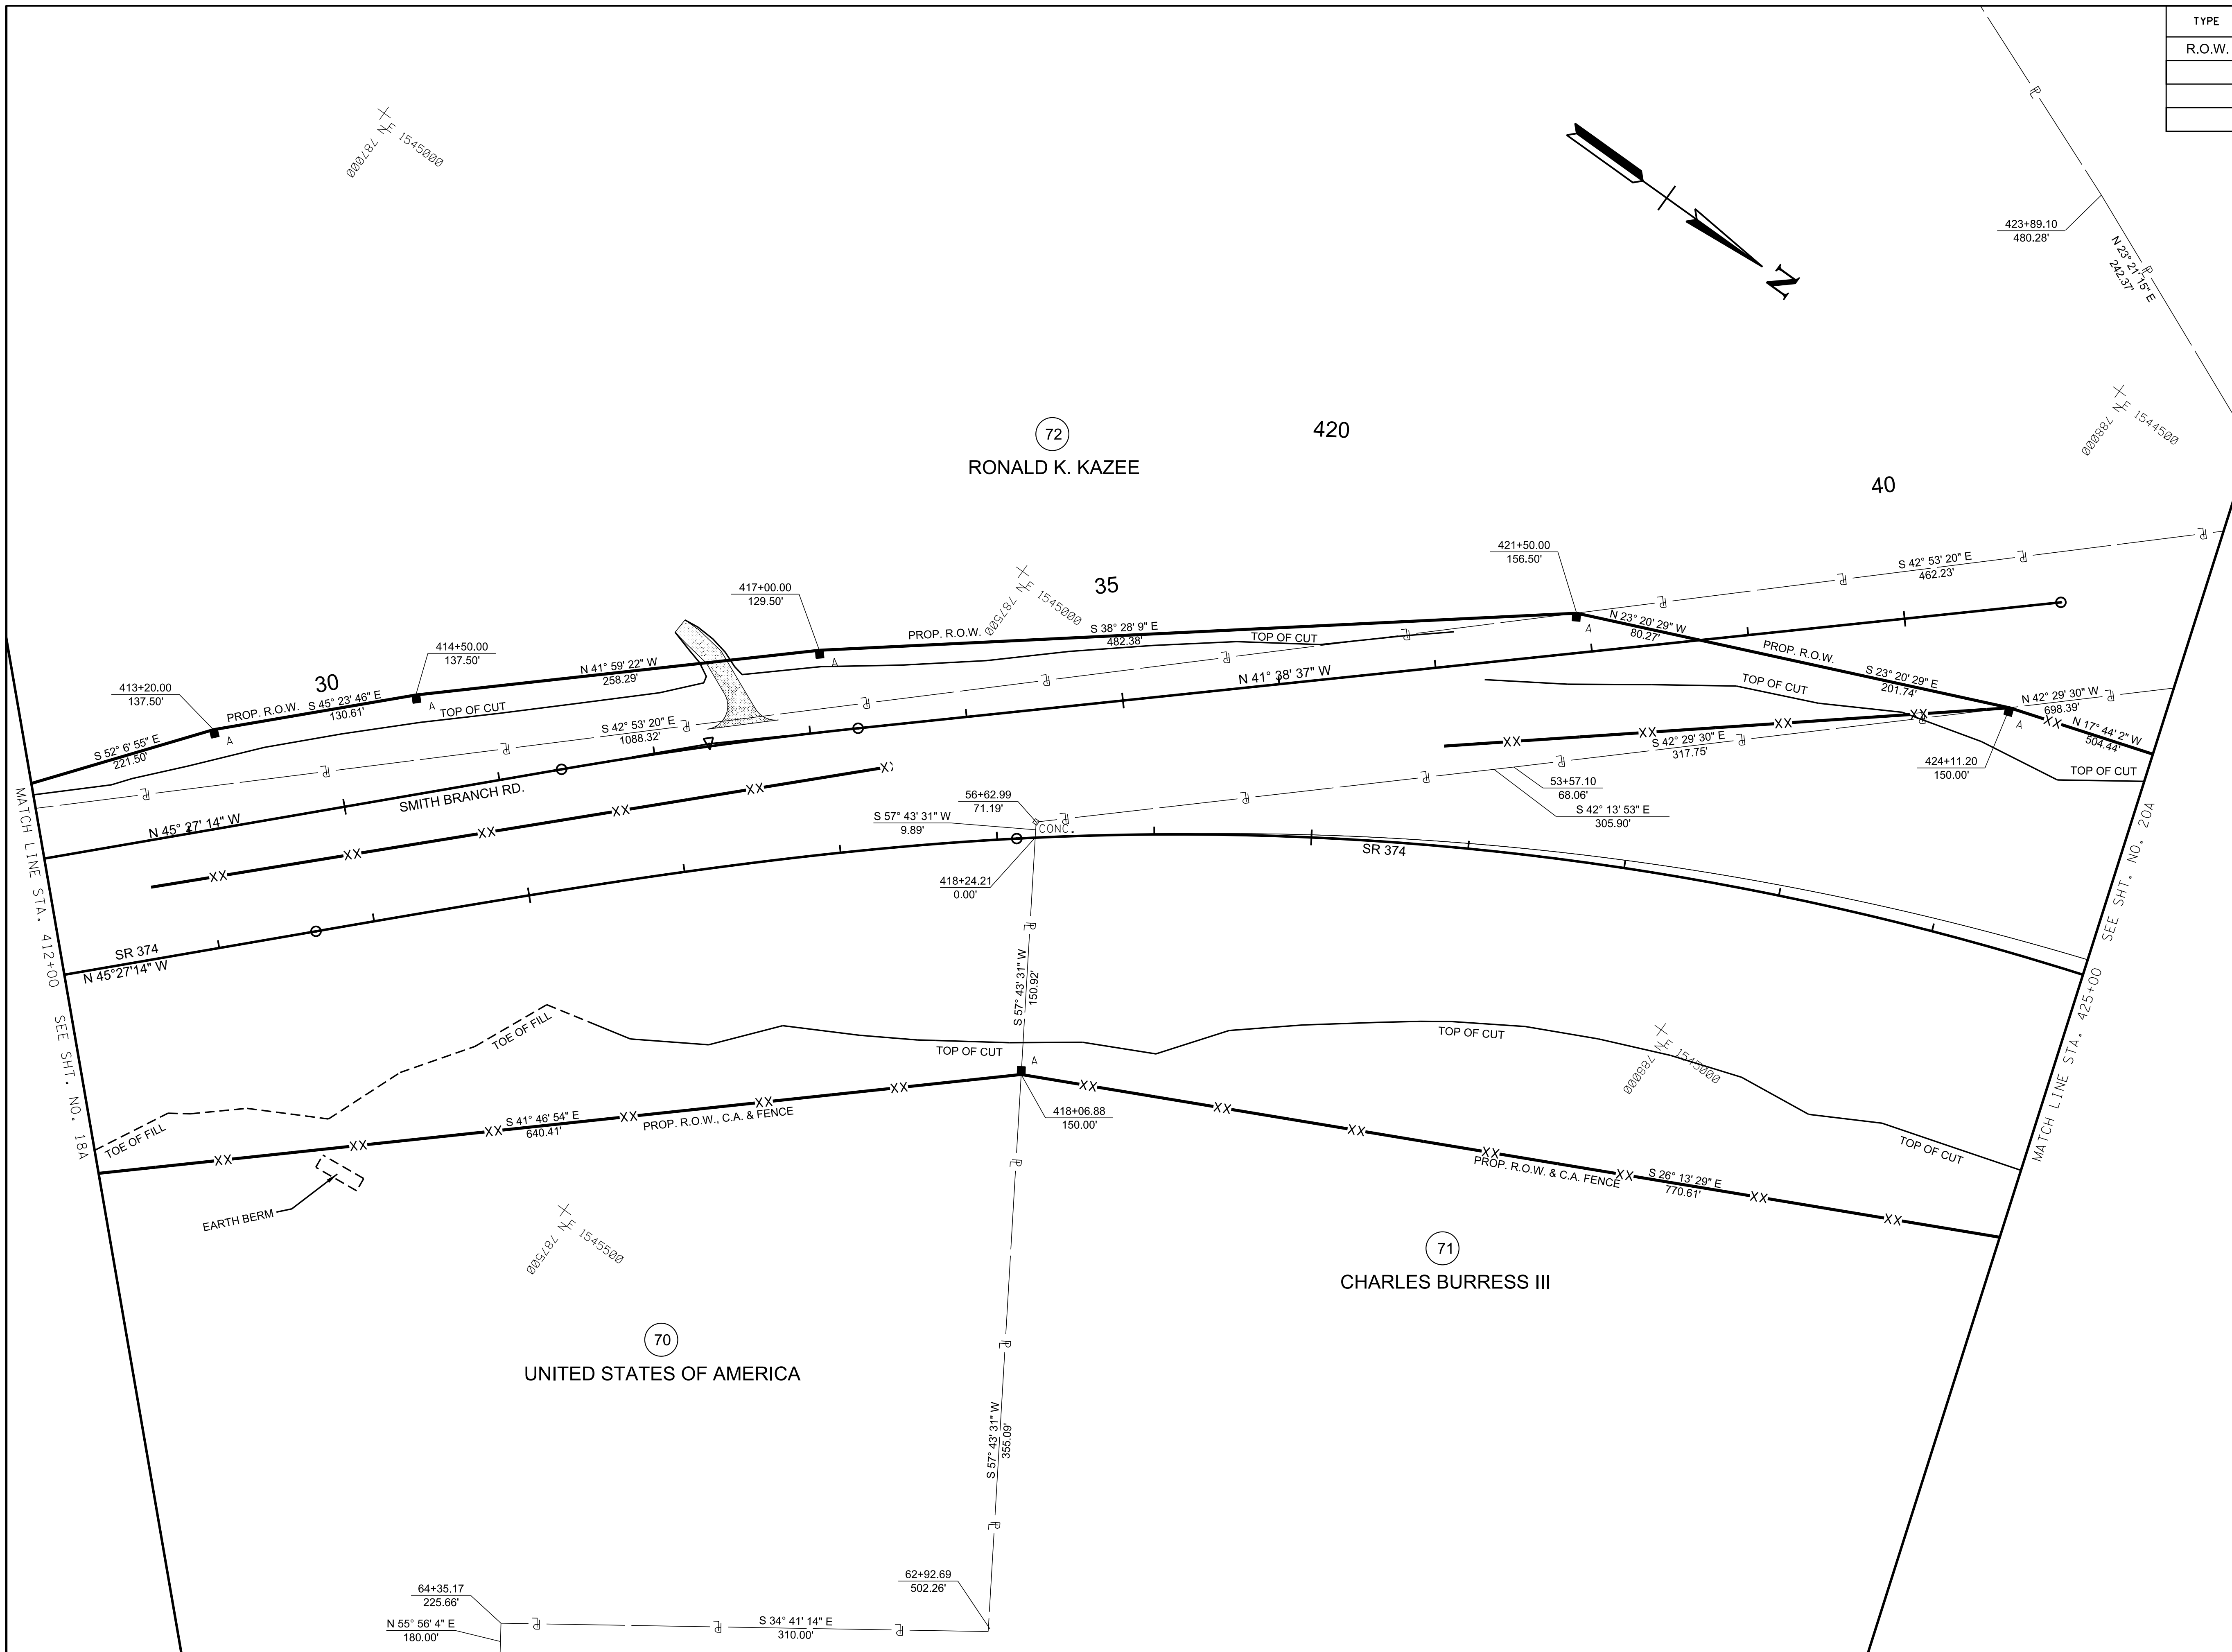 TYPE
R.O.W.
N 787000
E 1545000
N
423+89.10
480.28'
N 23° 21' 15" E
242.37'
72
RONALD K. KAZEE
420
N 788000
E 1544500
40
35
30
N 787500
E 1545000
421+50.00
156.50'
417+00.00
129.50'
414+50.00
137.50'
413+20.00
137.50'
S 52° 6' 55" E
221.50'
A
PROP. R.O.W.
S 45° 23' 46" E
130.61'
A
TOP OF CUT
N 41° 59' 22" W
258.29'
A
PROP. R.O.W.
S 38° 28' 9" E
482.38'
TOP OF CUT
A
N 23° 20' 29" W
80.27'
PROP. R.O.W.
S 23° 20' 29" E
201.74'
S 42° 53' 20" E
462.23'
S 42° 53' 20" E
1088.32'
N 41° 38' 37" W
TOP OF CUT
N 42° 29' 30" W
698.39'
A
N 17° 44' 2" W
504.44'
TOP OF CUT
424+11.20
150.00'
S 42° 29' 30" E
317.75'
53+57.10
68.06'
S 42° 13' 53" E
305.90'
N 45° 27' 14" W
SMITH BRANCH RD.
56+62.99
71.19'
S 57° 43' 31" W
9.89'
CONC.
418+24.21
0.00'
SR 374
SR 374
N 45°27'14" W
MATCH LINE STA. 412+00 SEE SHT. NO. 18A
MATCH LINE STA. 425+00 SEE SHT. NO. 20A
S 57° 43' 31" W
150.92'
TOE OF FILL
TOP OF CUT
TOP OF CUT
A
N 788000
E 1545000
TOE OF FILL
S 41° 46' 54" E
640.41'
PROP. R.O.W., C.A. & FENCE
418+06.88
150.00'
PROP. R.O.W. & C.A. FENCE
S 26° 13' 29" E
770.61'
TOP OF CUT
EARTH BERM
N 787500
E 1545500
71
CHARLES BURRESS III
70
UNITED STATES OF AMERICA
S 57° 43' 31" W
355.09'
64+35.17
225.66'
N 55° 56' 4" E
180.00'
S 34° 41' 14" E
310.00'
62+92.69
502.26'